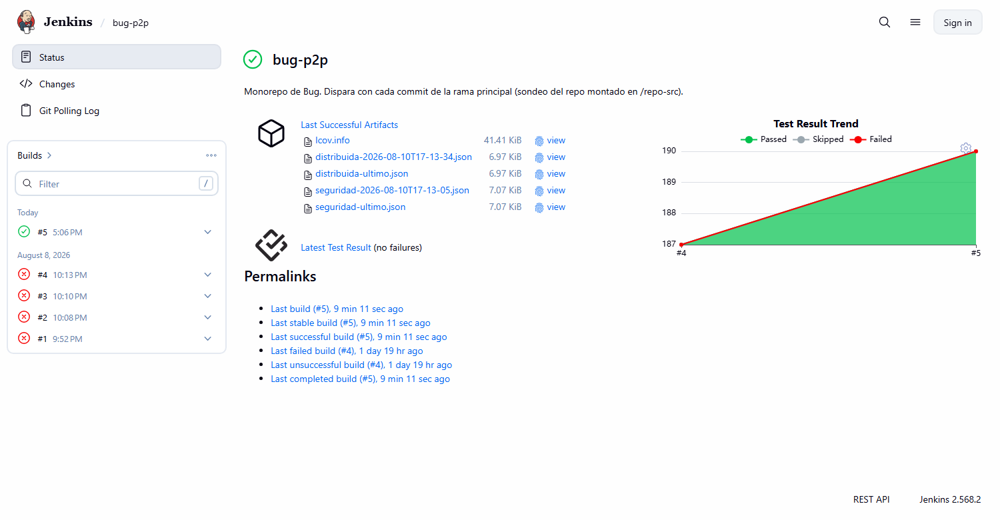 Jenkins / bug-p2p
Sign in
Status
Changes
Git Polling Log
Builds
Filter /
Today
#5 5:06 PM
August 8, 2026
#4 10:13 PM
#3 10:10 PM
#2 10:08 PM
#1 9:52 PM
bug-p2p
Monorepo de Bug. Dispara con cada commit de la rama principal (sondeo del repo montado en /repo-src).
Last Successful Artifacts
lcov.info 41.41 KiB view
distribuida-2026-08-10T17-13-34.json 6.97 KiB view
distribuida-ultimo.json 6.97 KiB view
seguridad-2026-08-10T17-13-05.json 7.07 KiB view
seguridad-ultimo.json 7.07 KiB view
Latest Test Result (no failures)
Test Result Trend
Passed Skipped Failed
190
189
188
187
#4 #5
Permalinks
Last build (#5), 9 min 11 sec ago
Last stable build (#5), 9 min 11 sec ago
Last successful build (#5), 9 min 11 sec ago
Last failed build (#4), 1 day 19 hr ago
Last unsuccessful build (#4), 1 day 19 hr ago
Last completed build (#5), 9 min 11 sec ago
REST API Jenkins 2.568.2